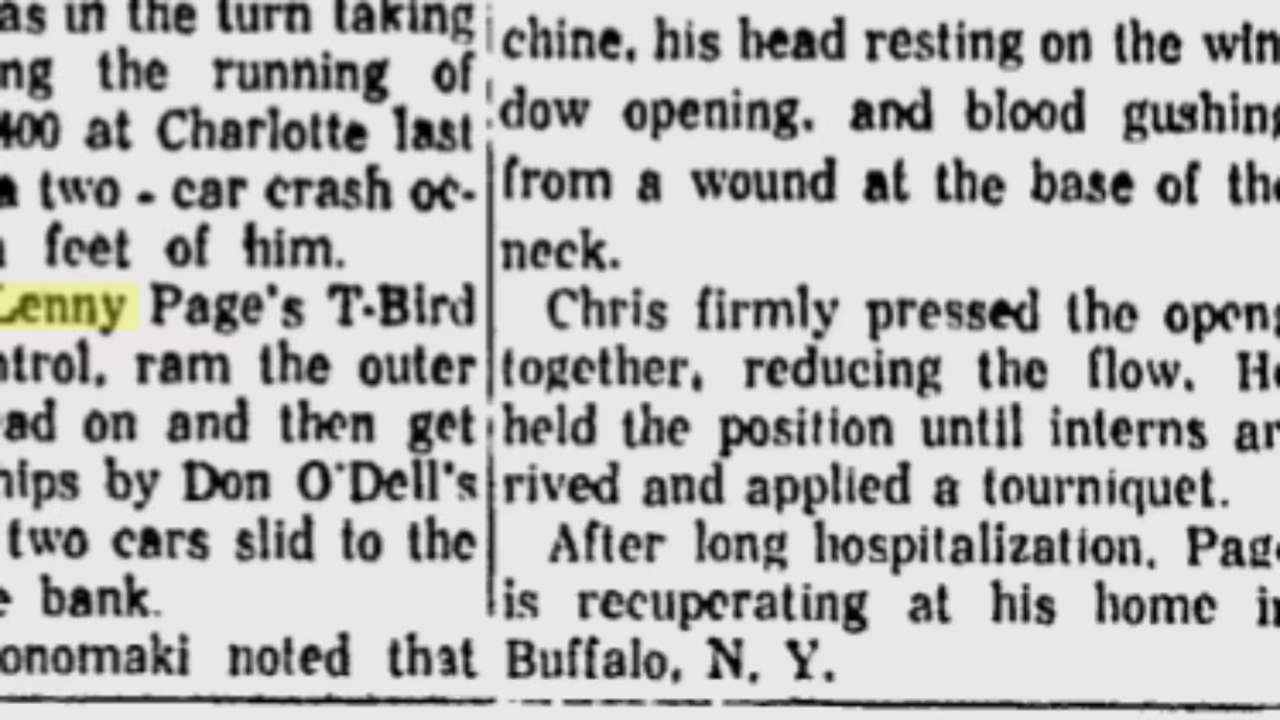 as in the turn taking
ng the running of
400 at Charlotte last
a two - car crash oc-
feet of him.
Lenny Page's T-Bird
ntrol, ram the outer
ad on and then get
hips by Don O'Dell's
two cars slid to the
e bank.
onomaki noted that
chine, his head resting on the win
dow opening, and blood gushing
from a wound at the base of the
neck.
Chris firmly pressed the opens
together, reducing the flow. He
held the position until interns ar
rived and applied a tourniquet.
After long hospitalization, Page
is recuperating at his home in
Buffalo, N. Y.